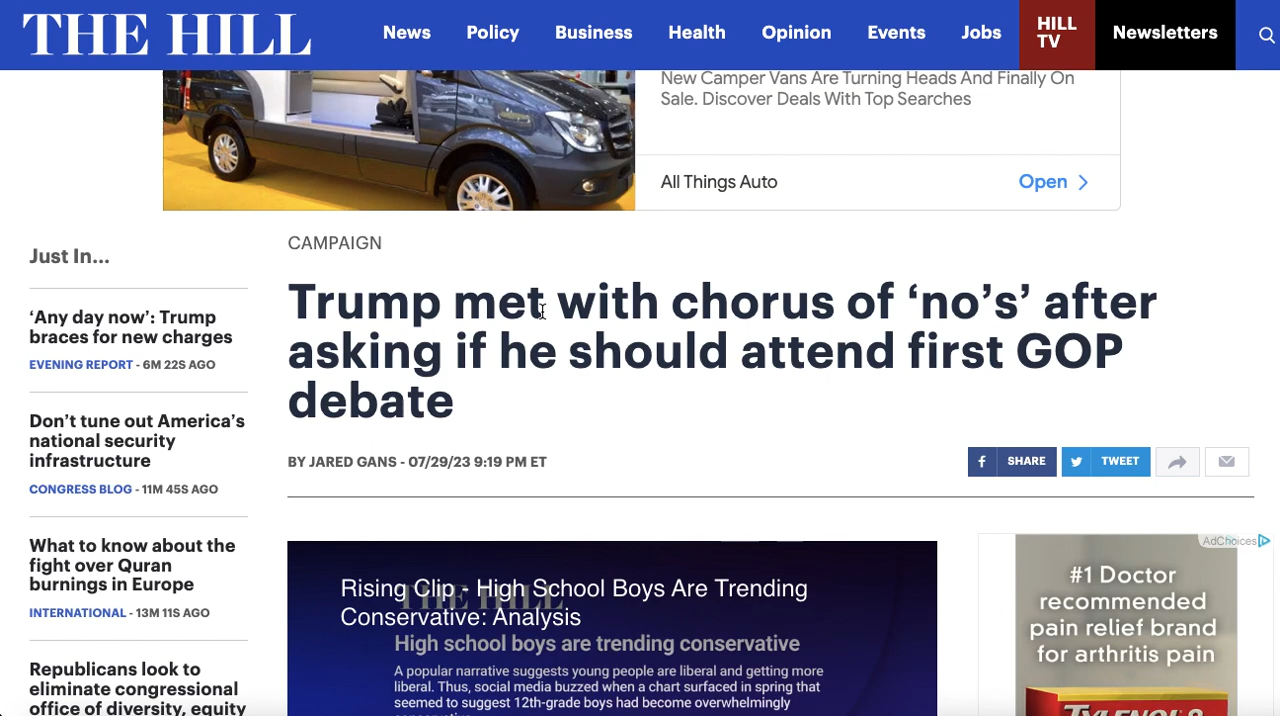 THE HILL
News
Policy
Business
Health
Opinion
Events
Jobs
HILL
TV
Newsletters
New Camper Vans Are Turning Heads And Finally On
Sale. Discover Deals With Top Searches
All Things Auto
Open
Just In...
‘Any day now’: Trump
braces for new charges
EVENING REPORT - 6M 22S AGO
Don’t tune out America’s
national security
infrastructure
CONGRESS BLOG - 11M 45S AGO
What to know about the
fight over Quran
burnings in Europe
INTERNATIONAL - 13M 11S AGO
Republicans look to
eliminate congressional
office of diversity, equity
CAMPAIGN
Trump met with chorus of ‘no’s’ after
asking if he should attend first GOP
debate
BY JARED GANS - 07/29/23 9:19 PM ET
SHARE
TWEET
THE HILL
Rising Clip - High School Boys Are Trending
Conservative: Analysis
High school boys are trending conservative
A popular narrative suggests young people are liberal and getting more
liberal. Thus, social media buzzed when a chart surfaced in spring that
seemed to suggest 12th-grade boys had become overwhelmingly
AdChoices
#1 Doctor
recommended
pain relief brand
for arthritis pain